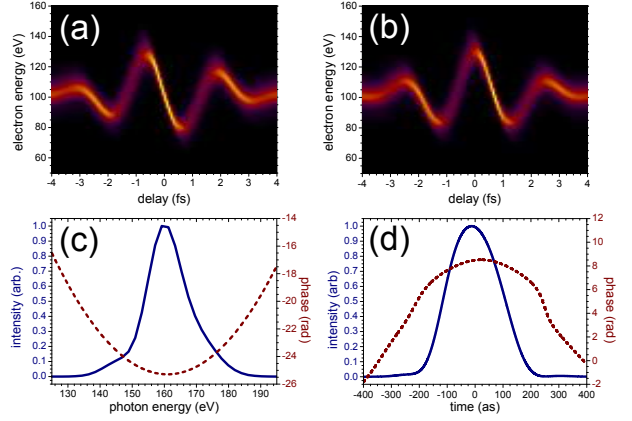 160
140
120
100
80
60
electron energy (eV)
(a)
-4 -3 -2 -1 0 1 2 3 4
delay (fs)
160
140
120
100
80
60
electron energy (eV)
(b)
-4 -3 -2 -1 0 1 2 3 4
delay (fs)
1.0
0.9
0.8
0.7
0.6
0.5
0.4
0.3
0.2
0.1
0.0
intensity (arb.)
(c)
-14
-16
-18
-20
-22
-24
-26
phase (rad)
130 140 150 160 170 180 190
photon energy (eV)
1.0
0.9
0.8
0.7
0.6
0.5
0.4
0.3
0.2
0.1
0.0
intensity (arb)
(d)
12
10
8
6
4
2
0
-2
phase (rad)
-400 -300 -200 -100 0 100 200 300 400
time (as)